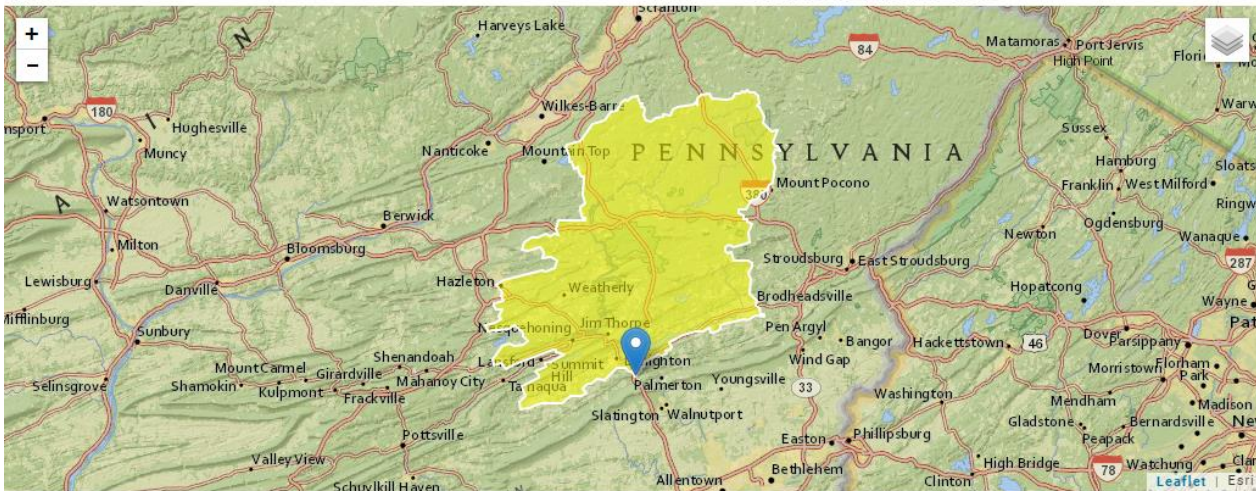 Scranton
Harveys Lake
+
Matamoras
Port Jervis
84
High Point
−
Wilkes-Barre
180
msport
Hughesville
Muncy
Nanticoke
Mountain Top
PENNSYLVANIA
Sussex
Hamburg
Mount Pocono
380
Franklin
West Milford
Sloats
Ringw
Watsontown
Berwick
Ogdensburg
Newton
Wanaque
Milton
Bloomsburg
Stroudsburg
East Stroudsburg
287
Lewisburg
Danville
Hazleton
Weatherly
Hopatcong
Brodheadsville
Wayne
Mifflinburg
Sunbury
Nesquehoning
Jim Thorpe
Pen Argyl
Bangor
Dover
Parsippany
Hackettstown
46
Shenandoah
Lansford
Summit Hill
Lehighton
Wind Gap
Florham
Park
Mount Carmel
Girardville
Mahanoy City
Tamaqua
Palmerton
Youngsville
33
Morristown
Selinsgrove
Shamokin
Kulpmont
Frackville
Washington
Mendham
Madison
Slatington
Walnutport
Gladstone
Bernardsville
Pottsville
Easton
Phillipsburg
Peapack
Valley View
Bethlehem
High Bridge
78
Watchung
Schuylkill Haven
Allentown
Clinton
Leaflet | Esri